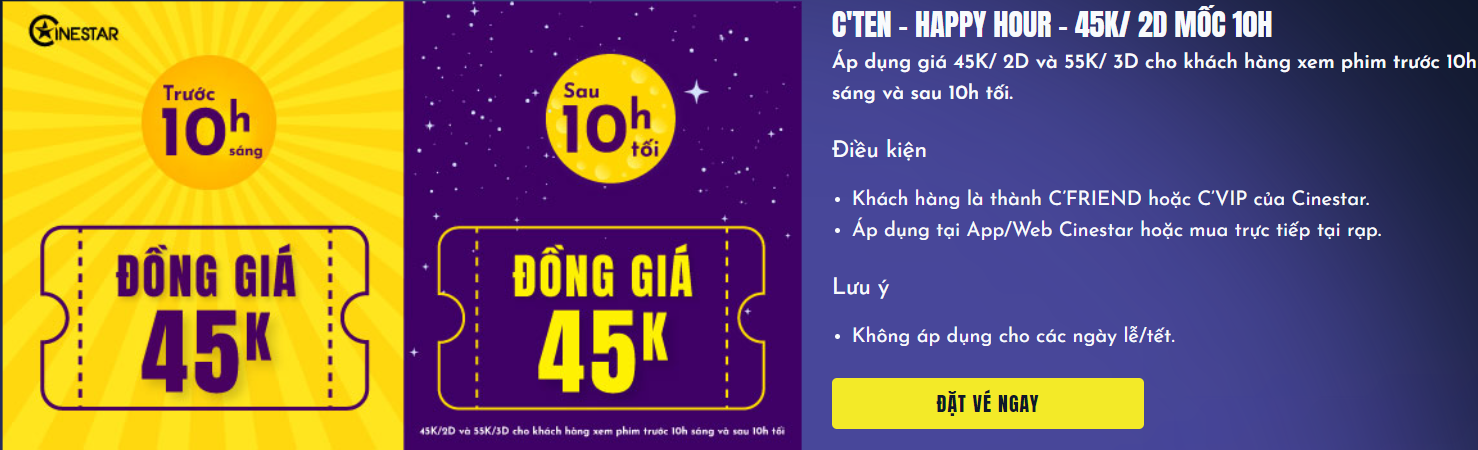 CINESTAR
Trước
10h
sáng
ĐỒNG GIÁ
45K
Sau
10h
tối
ĐỒNG GIÁ
45K
45K/2D và 55K/3D cho khách hàng xem phim trước 10h sáng và sau 10h tối
C'TEN - HAPPY HOUR - 45K/ 2D MỐC 10H
Áp dụng giá 45K/ 2D và 55K/ 3D cho khách hàng xem phim trước 10h
sáng và sau 10h tối.
Điều kiện
• Khách hàng là thành C'FRIEND hoặc C'VIP của Cinestar.
• Áp dụng tại App/Web Cinestar hoặc mua trực tiếp tại rạp.
Lưu ý
• Không áp dụng cho các ngày lễ/tết.
ĐẶT VÉ NGAY